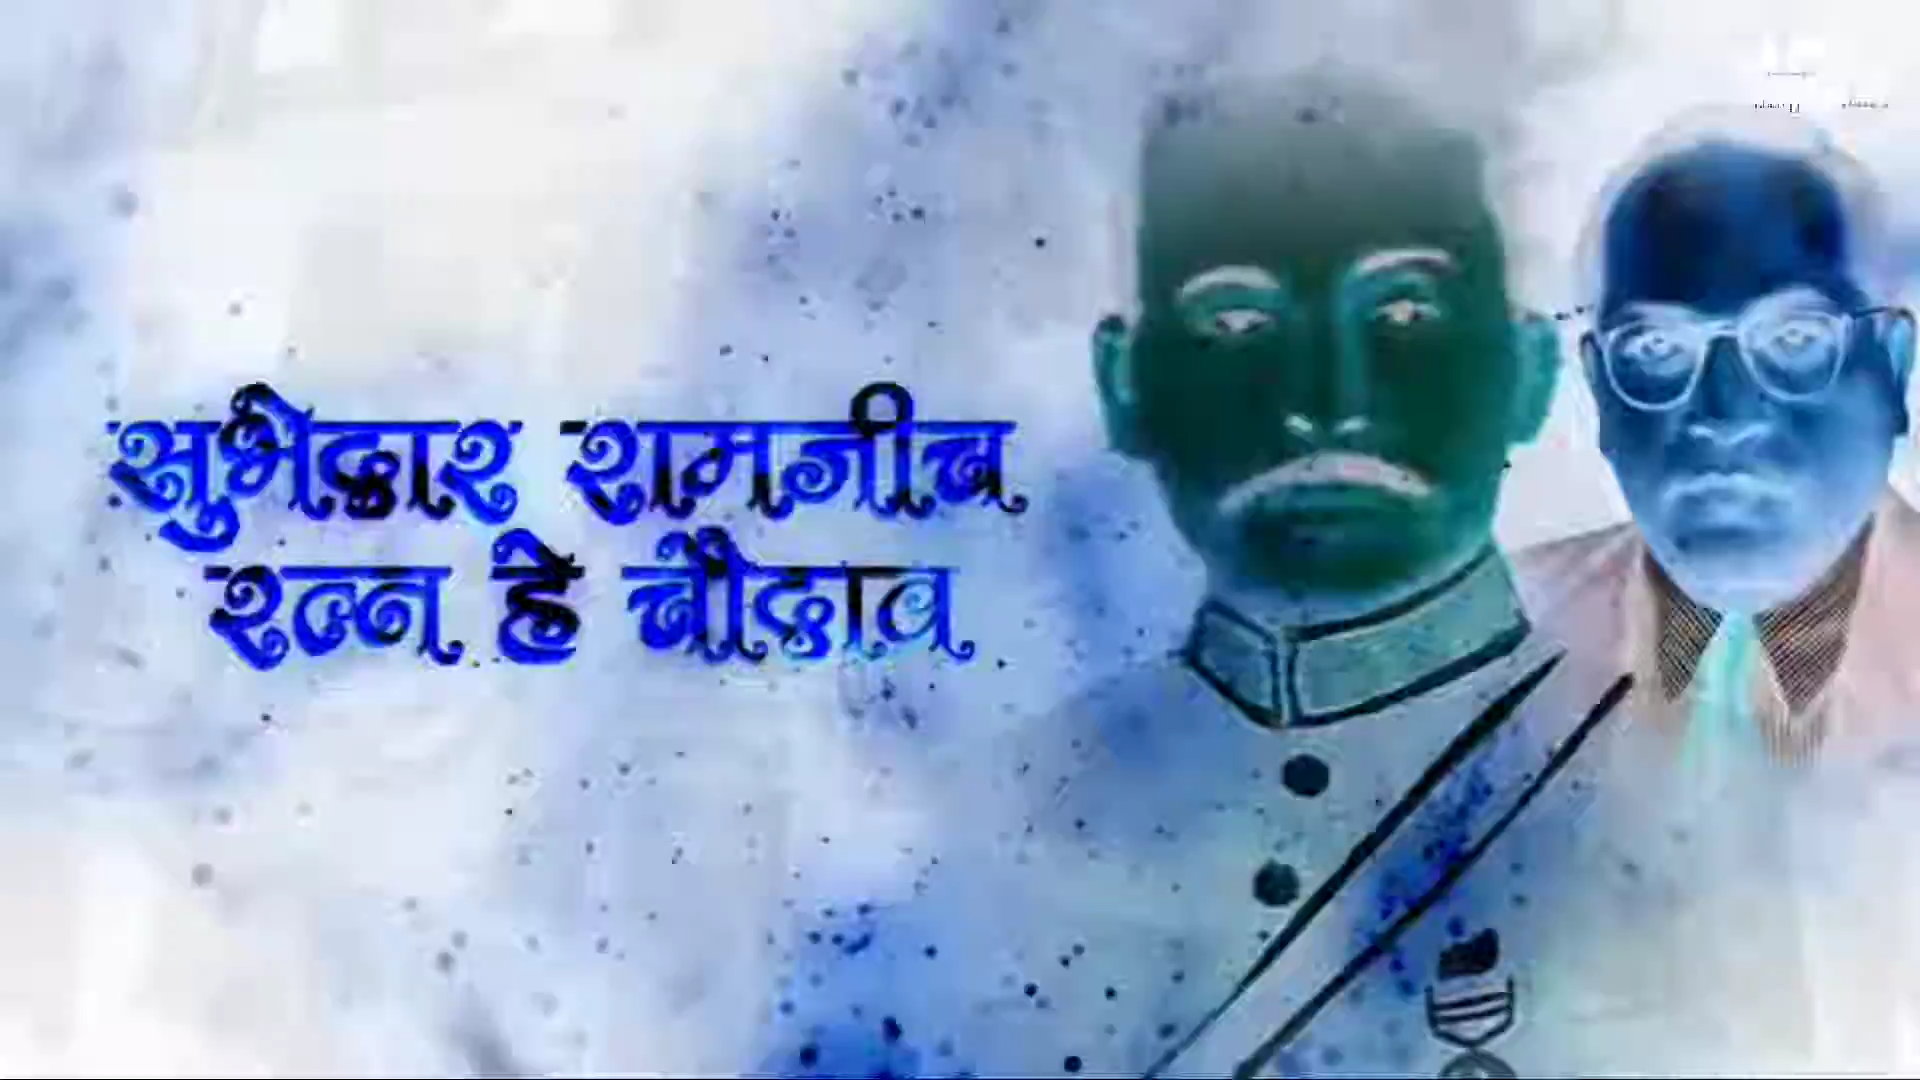 सुभेदार रामजीच
रत्न हे चौदाव